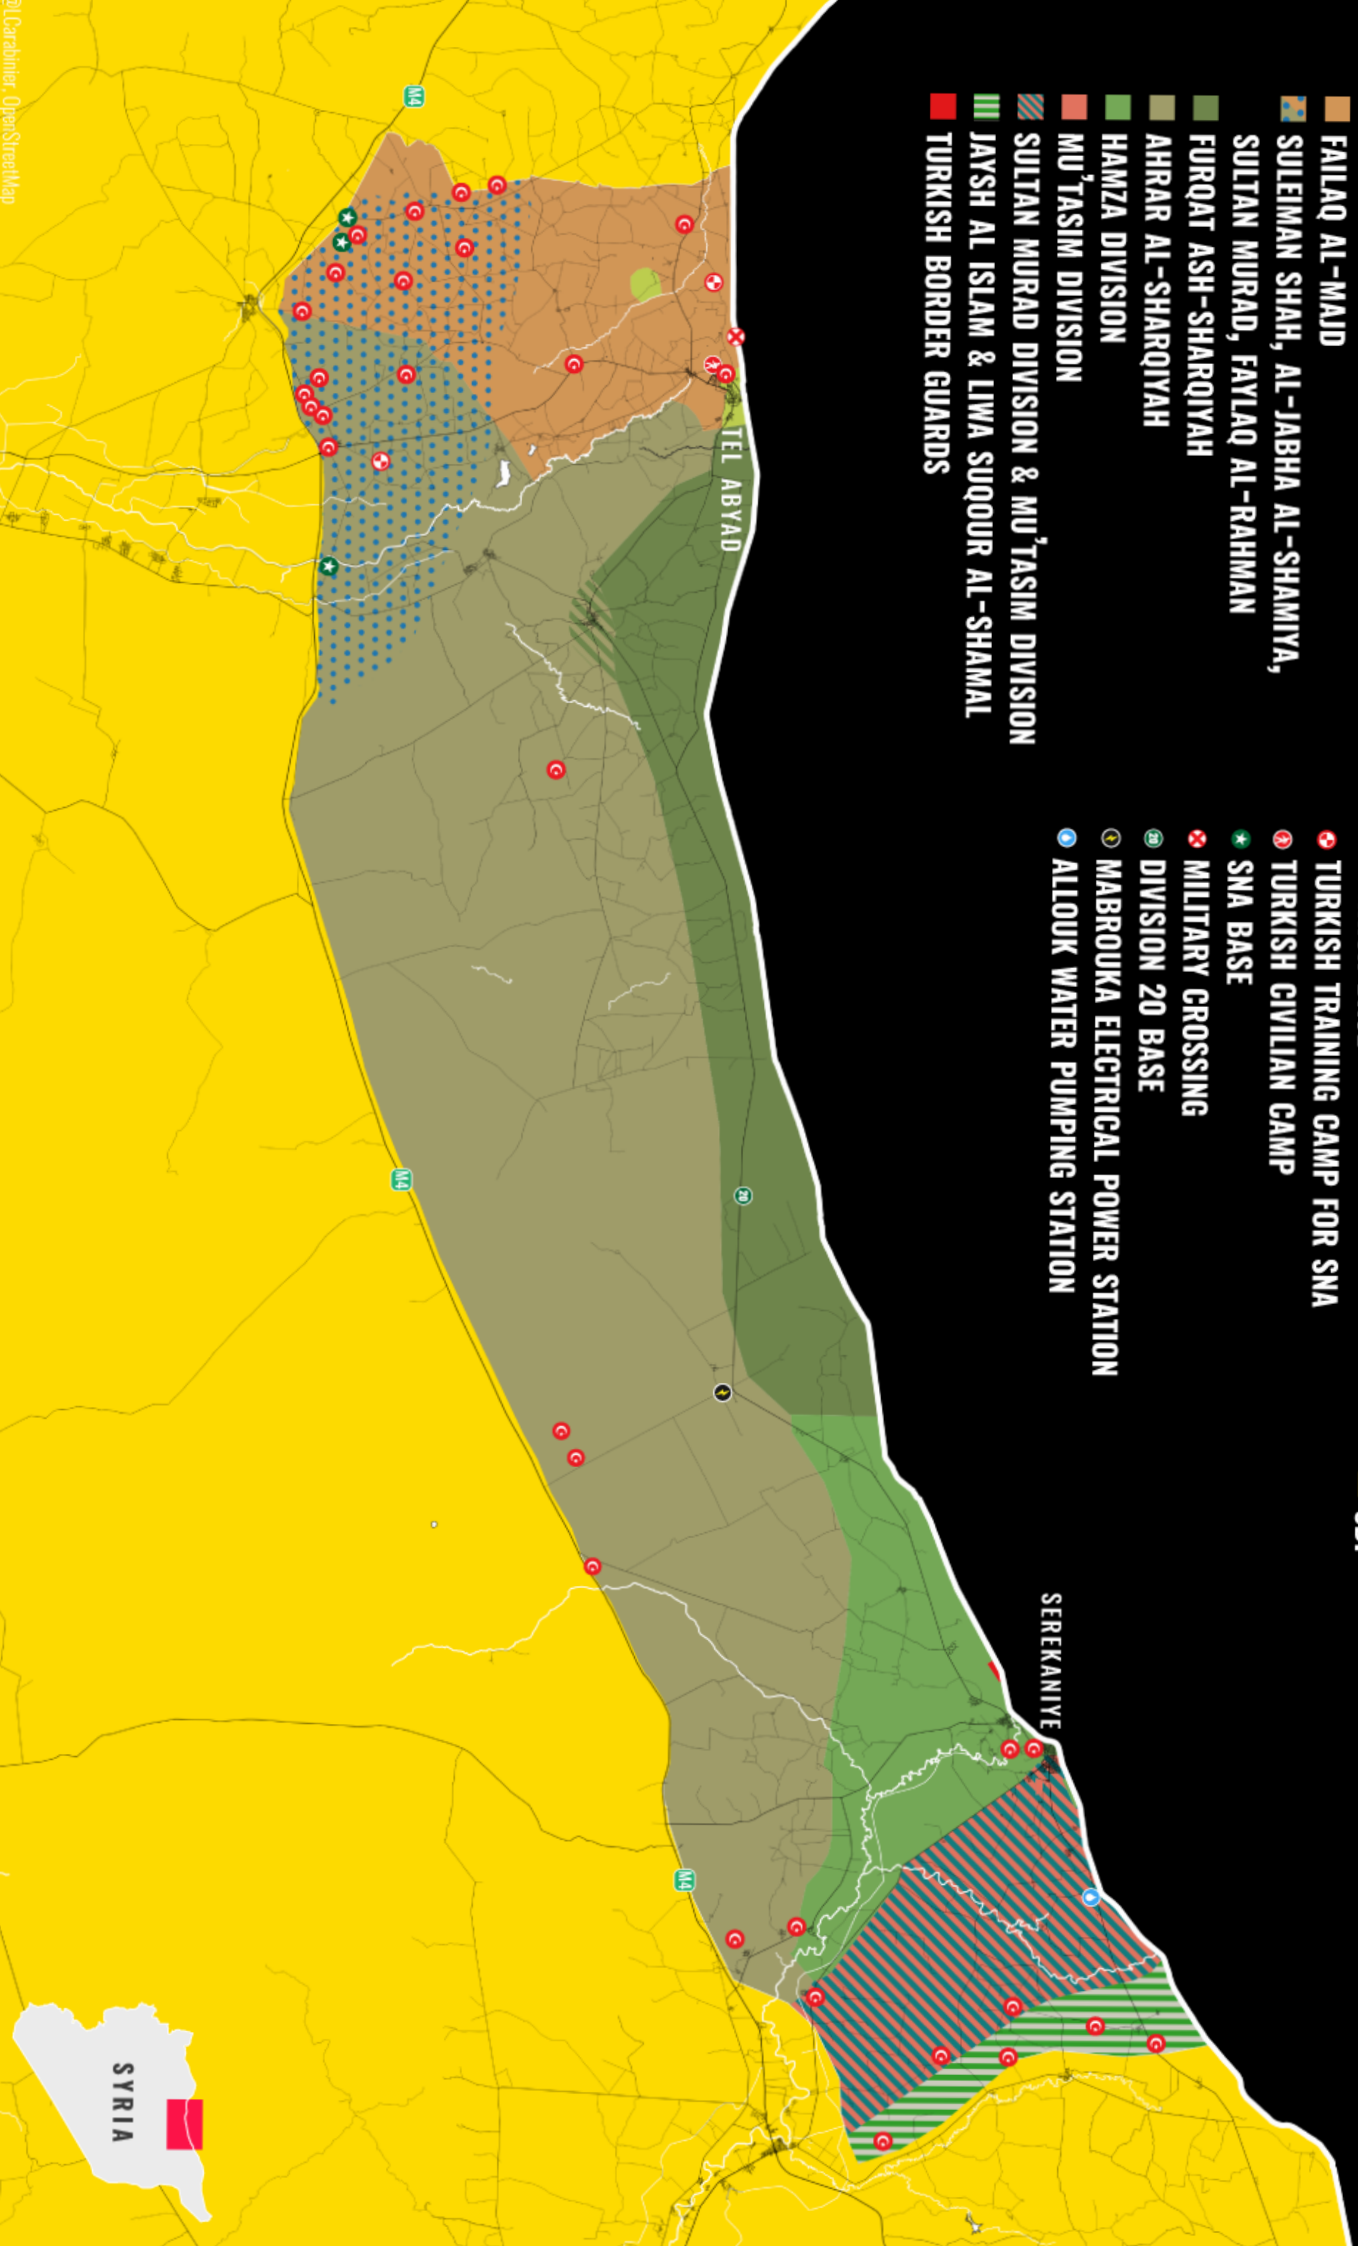 FAILAQ AL-MAJD
SULEIMAN SHAH, AL-JABHA AL-SHAMIYA,
SULTAN MURAD, FAYLAQ AL-RAHMAN
FURQAT ASH-SHARQIYAH
AHRAR AL-SHARQIYAH
HAMZA DIVISION
MU'TASIM DIVISION
SULTAN MURAD DIVISION & MU'TASIM DIVISION
JAYSH AL ISLAM & LIWA SUQOUR AL-SHAMAL
TURKISH BORDER GUARDS
TURKISH TRAINING CAMP FOR SNA
TURKISH CIVILIAN CAMP
SNA BASE
MILITARY CROSSING
20 DIVISION 20 BASE
MABROUKA ELECTRICAL POWER STATION
ALLOUK WATER PUMPING STATION
SEREKANIYE
TEL ABYAD
20
M4
M4
M4
SYRIA
@LCarabinier, OpenStreetMap